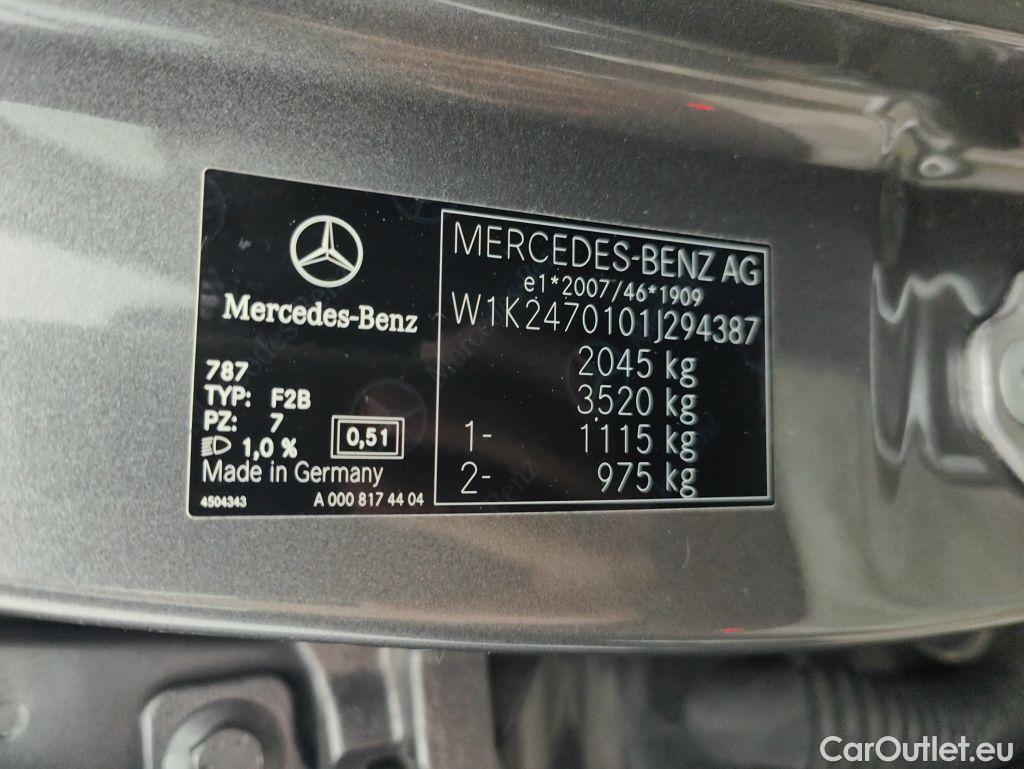 Mercedes-Benz
787
TYP: F2B
PZ: 7
1,0 %
0,51
Made in Germany
4504343
A 000 817 44 04
MERCEDES-BENZ AG
e1*2007/46*1909
W1K2470101J294387
2045 kg
3520 kg
1- 1115 kg
2- 975 kg
CarOutlet.eu